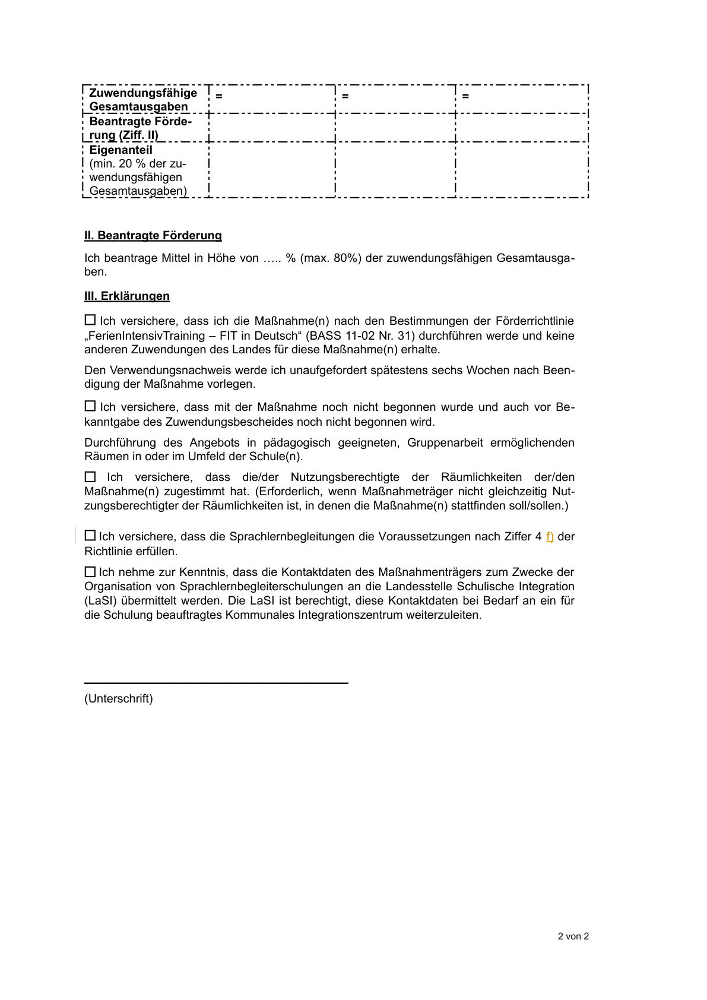 Zuwendungsfähige = = =
Gesamtausgaben
Beantragte Förde-
rung (Ziff. II)
Eigenanteil
(min. 20 % der zu-
wendungsfähigen
Gesamtausgaben)
II. Beantragte Förderung
Ich beantrage Mittel in Höhe von ….. % (max. 80%) der zuwendungsfähigen Gesamtausga-
ben.
III. Erklärungen
☐ Ich versichere, dass ich die Maßnahme(n) nach den Bestimmungen der Förderrichtlinie
„FerienIntensivTraining – FIT in Deutsch“ (BASS 11-02 Nr. 31) durchführen werde und keine
anderen Zuwendungen des Landes für diese Maßnahme(n) erhalte.
Den Verwendungsnachweis werde ich unaufgefordert spätestens sechs Wochen nach Been-
digung der Maßnahme vorlegen.
☐ Ich versichere, dass mit der Maßnahme noch nicht begonnen wurde und auch vor Be-
kanntgabe des Zuwendungsbescheides noch nicht begonnen wird.
Durchführung des Angebots in pädagogisch geeigneten, Gruppenarbeit ermöglichenden
Räumen in oder im Umfeld der Schule(n).
☐ Ich versichere, dass die/der Nutzungsberechtigte der Räumlichkeiten der/den
Maßnahme(n) zugestimmt hat. (Erforderlich, wenn Maßnahmeträger nicht gleichzeitig Nut-
zungsberechtigter der Räumlichkeiten ist, in denen die Maßnahme(n) stattfinden soll/sollen.)
☐ Ich versichere, dass die Sprachlernbegleitungen die Voraussetzungen nach Ziffer 4 f) der
Richtlinie erfüllen.
☐ Ich nehme zur Kenntnis, dass die Kontaktdaten des Maßnahmenträgers zum Zwecke der
Organisation von Sprachlernbegleiterschulungen an die Landesstelle Schulische Integration
(LaSI) übermittelt werden. Die LaSI ist berechtigt, diese Kontaktdaten bei Bedarf an ein für
die Schulung beauftragtes Kommunales Integrationszentrum weiterzuleiten.
(Unterschrift)
2 von 2